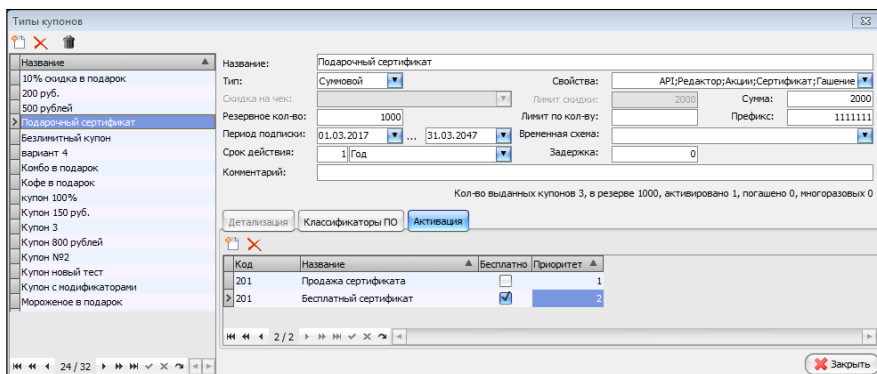 Типы купонов
Название
10% скидка в подарок
200 руб.
500 рублей
Подарочный сертификат
Безлимитный купон
вариант 4
Комбо в подарок
Кофе в подарок
купон 100%
Купон 150 руб.
Купон 3
Купон 800 рублей
Купон №2
Купон новый тест
Купон с модификаторами
Мороженое в подарок
24 / 32
Название: Подарочный сертификат
Тип: Суммовой Свойства: API;Редактор;Акции;Сертификат;Гашение
Скидка на чек: Лимит скидки: 2000 Сумма: 2000
Резервное кол-во: 1000 Лимит по кол-ву: Префикс: 1111111
Период подписки: 01.03.2017 ... 31.03.2047 Временная схема:
Срок действия: 1 Год Задержка: 0
Комментарий:
Кол-во выданных купонов 3, в резерве 1000, активировано 1, погашено 0, многоразовых 0
Детализация Классификаторы ПО Активация
Код Название Бесплатно Приоритет
201 Продажа сертификата 1
201 Бесплатный сертификат 2
2 / 2
Закрыть